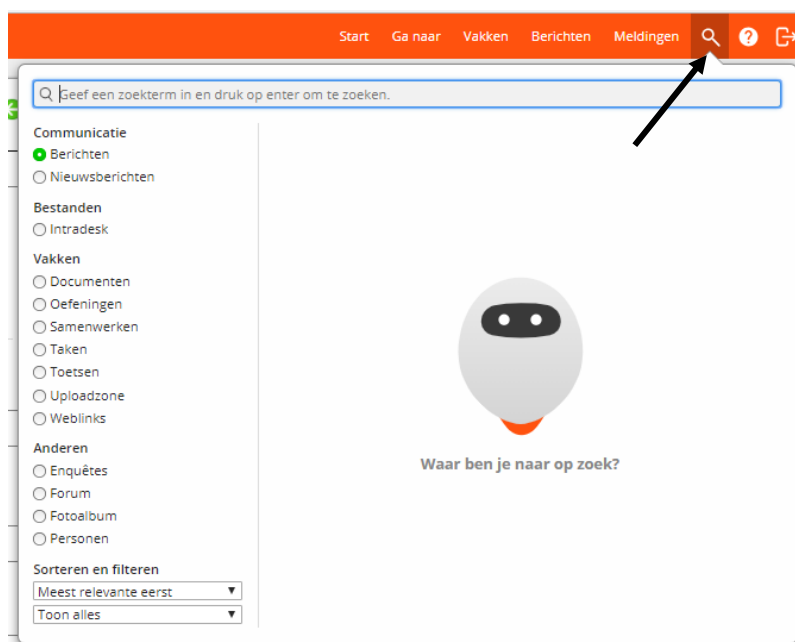 Start Ga naar Vakken Berichten Meldingen
Geef een zoekterm in en druk op enter om te zoeken.
Communicatie
Berichten
Nieuwsberichten
Bestanden
Intradesk
Vakken
Documenten
Oefeningen
Samenwerken
Taken
Toetsen
Uploadzone
Weblinks
Anderen
Enquêtes
Forum
Fotoalbum
Personen
Sorteren en filteren
Meest relevante eerst
Toon alles
Waar ben je naar op zoek?